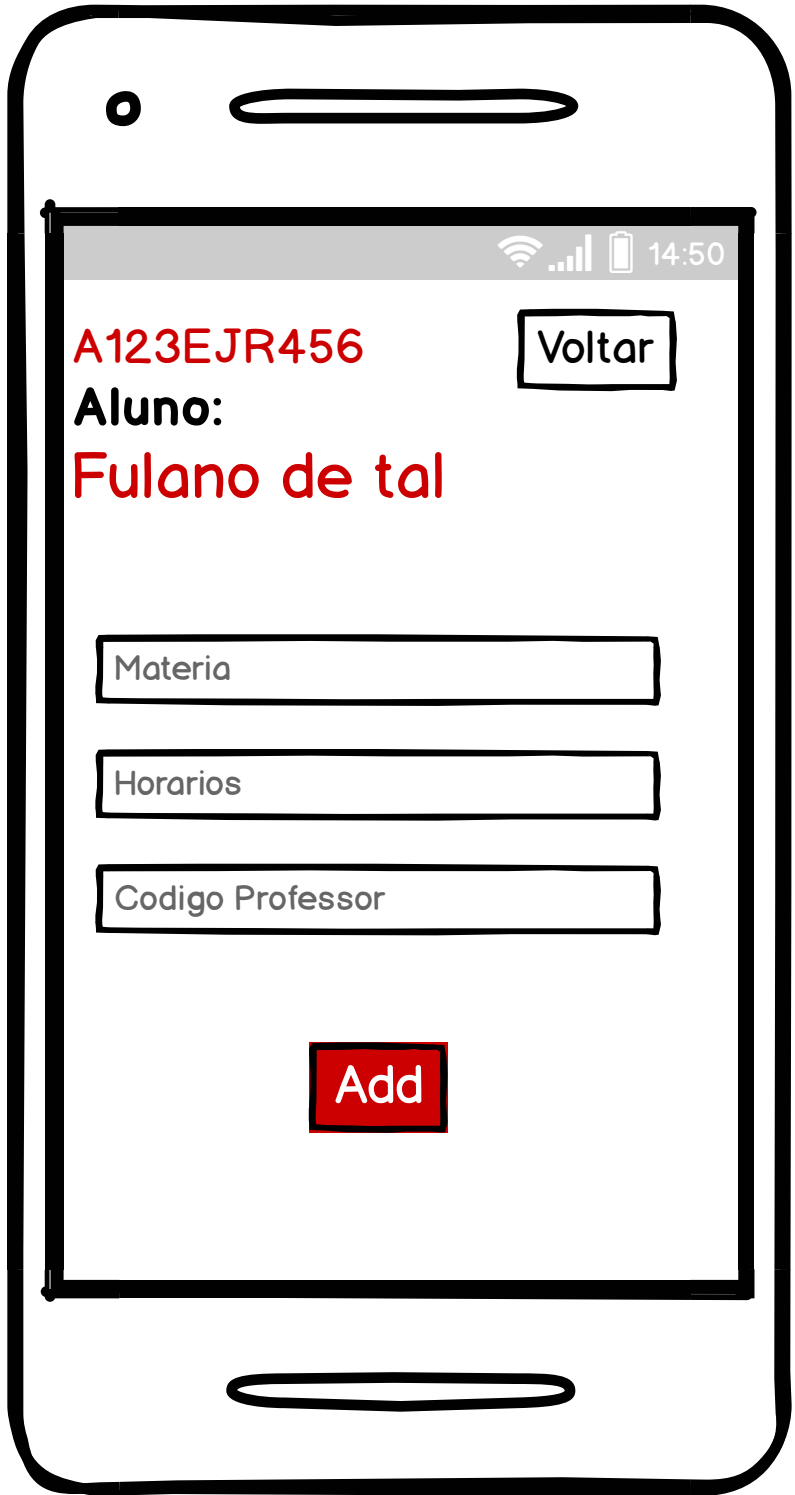 14:50
A123EJR456
Voltar
Aluno:
Fulano de tal
Materia
Horarios
Codigo Professor
Add